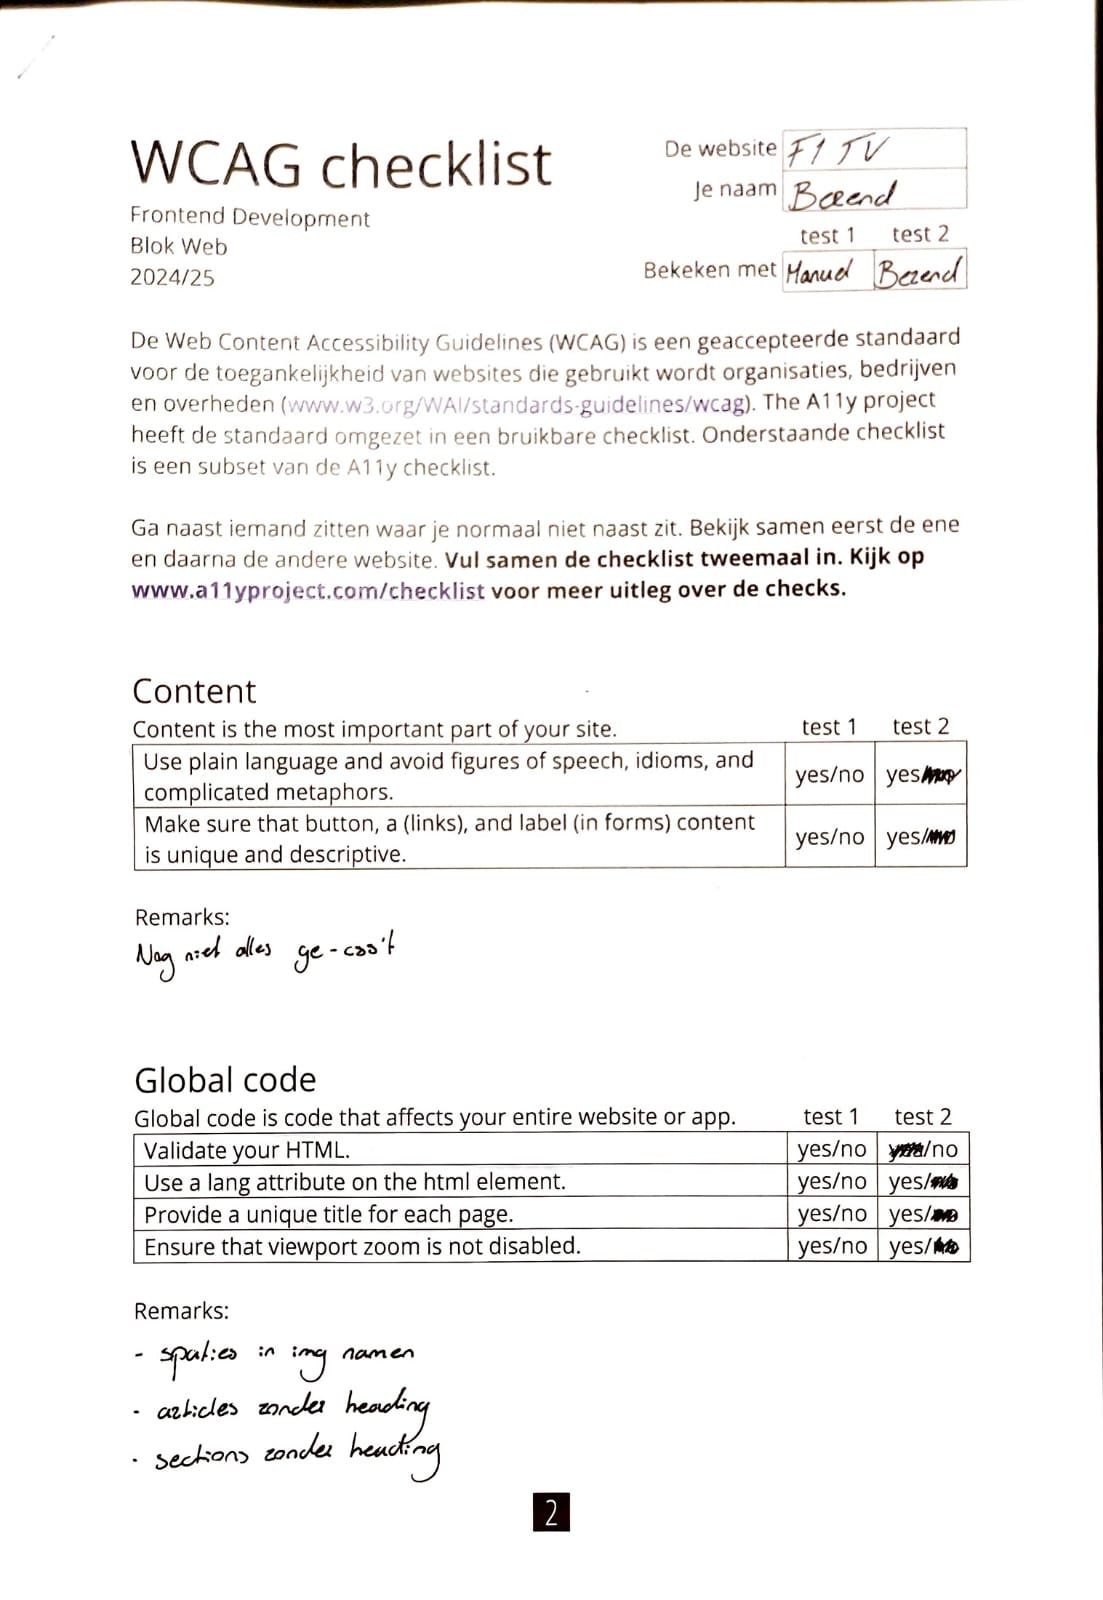 WCAG checklist
Frontend Development
Blok Web
2024/25
De website F1 TV
Je naam Berend
test 1 test 2
Bekeken met Manuel Berend
De Web Content Accessibility Guidelines (WCAG) is een geaccepteerde standaard
voor de toegankelijkheid van websites die gebruikt wordt organisaties, bedrijven
en overheden (www.w3.org/WAI/standards-guidelines/wcag). The A11y project
heeft de standaard omgezet in een bruikbare checklist. Onderstaande checklist
is een subset van de A11y checklist.
Ga naast iemand zitten waar je normaal niet naast zit. Bekijk samen eerst de ene
en daarna de andere website. Vul samen de checklist tweemaal in. Kijk op
www.a11yproject.com/checklist voor meer uitleg over de checks.
Content
Content is the most important part of your site. test 1 test 2
Use plain language and avoid figures of speech, idioms, and
complicated metaphors. yes/no yes/
Make sure that button, a (links), and label (in forms) content
is unique and descriptive. yes/no yes/
Remarks:
Nog niet alles ge-css't
Global code
Global code is code that affects your entire website or app. test 1 test 2
Validate your HTML. yes/no /no
Use a lang attribute on the html element. yes/no yes/
Provide a unique title for each page. yes/no yes/
Ensure that viewport zoom is not disabled. yes/no yes/
Remarks:
- spaties in img namen
- articles zonder heading
- sections zonder heading
2